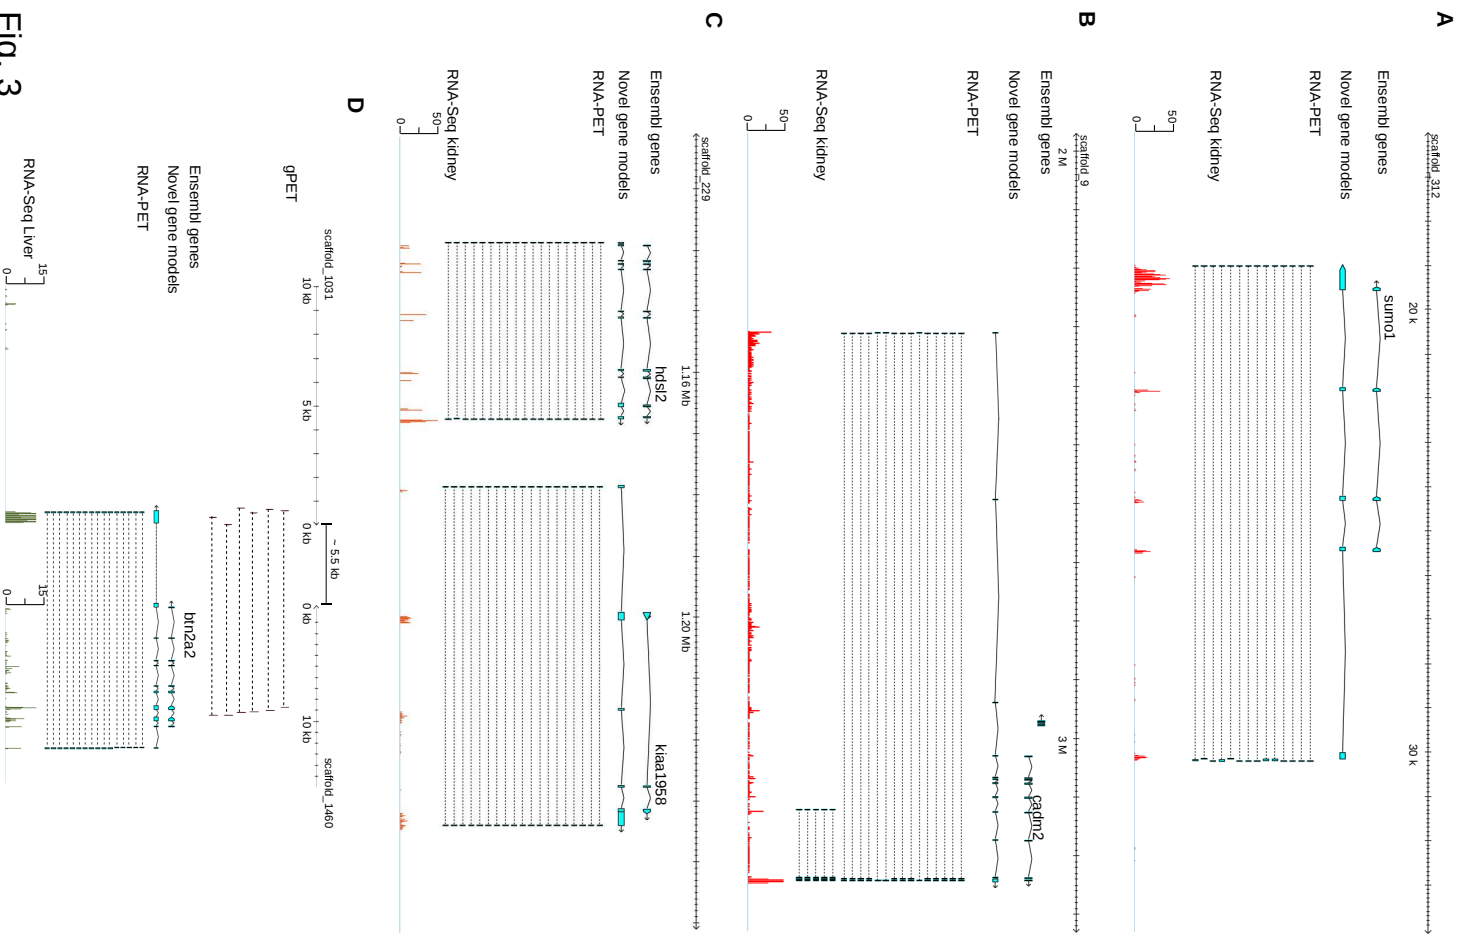 A
scaffold_312
20 k
30 k
Ensembl genes
sumo1
Novel gene models
RNA-PET
RNA-Seq kidney
50
0
B
scaffold_9
2 M
3 M
Ensembl genes
cadm2
Novel gene models
RNA-PET
RNA-Seq kidney
50
0
C
scaffold_229
1.16 Mb
1.20 Mb
Ensembl genes
hdsl2
kiaa1958
Novel gene models
RNA-PET
RNA-Seq kidney
50
0
D
~ 5.5 kb
scaffold_1031
10 kb
5 kb
0 kb
0 kb
10 kb
scaffold_1460
gPET
Ensembl genes
btn2a2
Novel gene models
RNA-PET
RNA-Seq Liver
15
0
15
0
Fig. 3